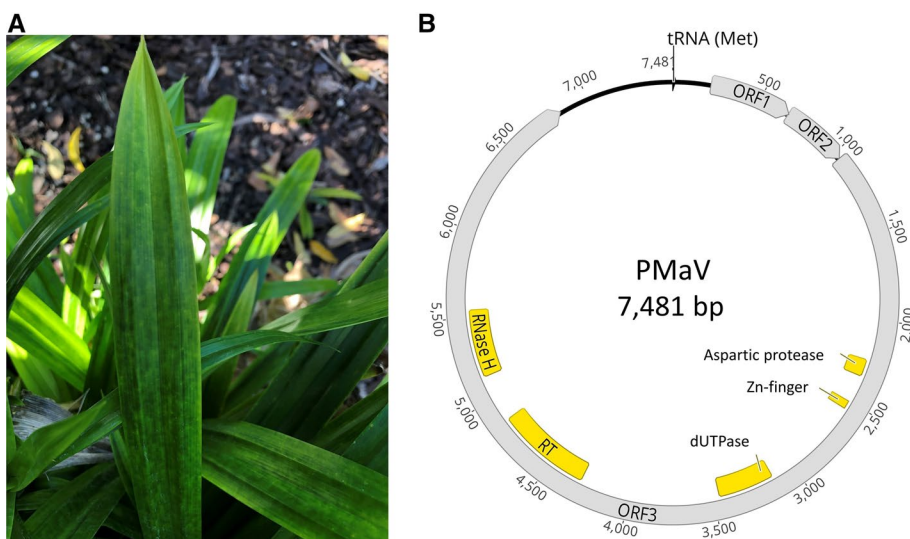 A
B
tRNA (Met)
7,481
500
ORF1
ORF2
1,000
1,500
2,000
2,500
3,000
3,500
4,000
4,500
5,000
5,500
6,000
6,500
7,000
PMaV
7,481 bp
Aspartic protease
Zn-finger
dUTPase
RT
RNase H
ORF3